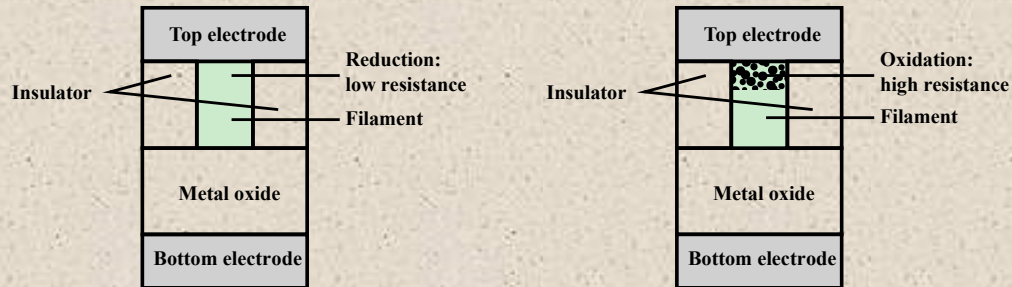 Top electrode
Reduction:
low resistance
Insulator
Filament
Metal oxide
Bottom electrode
Top electrode
Oxidation:
high resistance
Insulator
Filament
Metal oxide
Bottom electrode